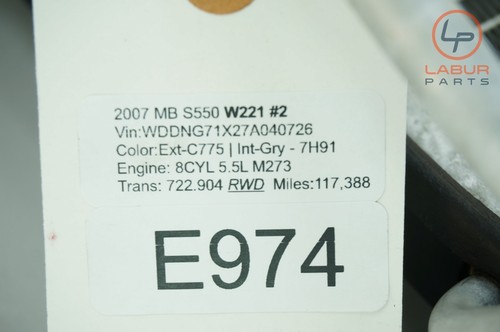 LP
LABUR
PARTS
2007 MB S550 W221 #2
Vin:WDDNG71X27A040726
Color:Ext-C775 | Int-Gry - 7H91
Engine: 8CYL 5.5L M273
Trans: 722.904 RWD Miles:117,388
E974